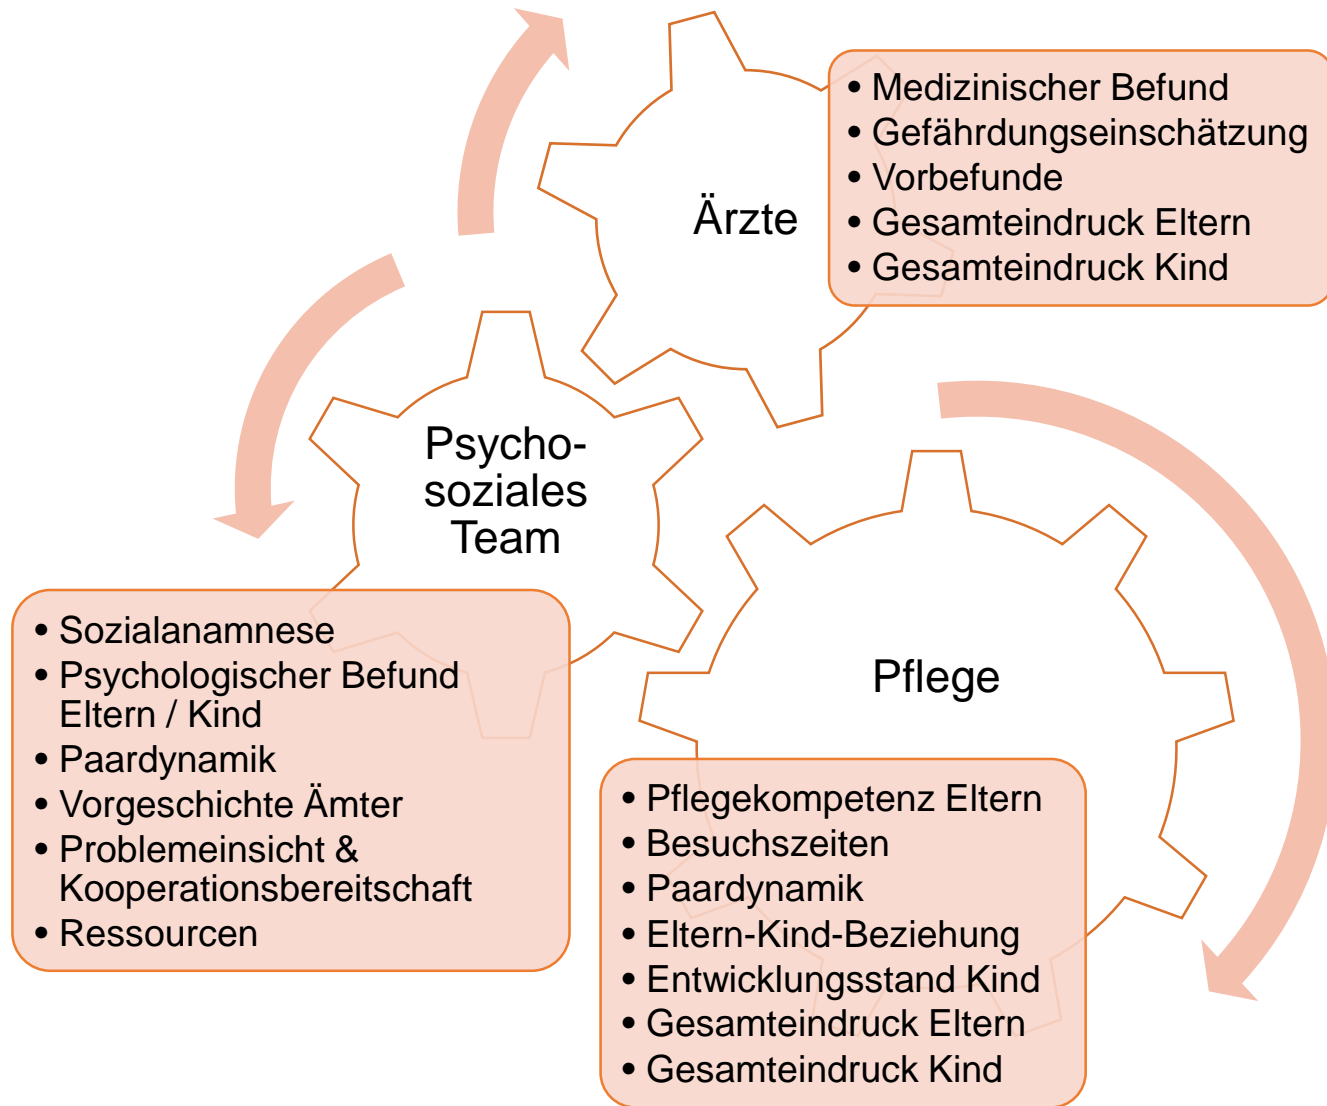 Ärzte
• Medizinischer Befund
• Gefährdungseinschätzung
• Vorbefunde
• Gesamteindruck Eltern
• Gesamteindruck Kind
Psycho-
soziales
Team
• Sozialanamnese
• Psychologischer Befund
Eltern / Kind
• Paardynamik
• Vorgeschichte Ämter
• Problemeinsicht &
Kooperationsbereitschaft
• Ressourcen
Pflege
• Pflegekompetenz Eltern
• Besuchszeiten
• Paardynamik
• Eltern-Kind-Beziehung
• Entwicklungsstand Kind
• Gesamteindruck Eltern
• Gesamteindruck Kind